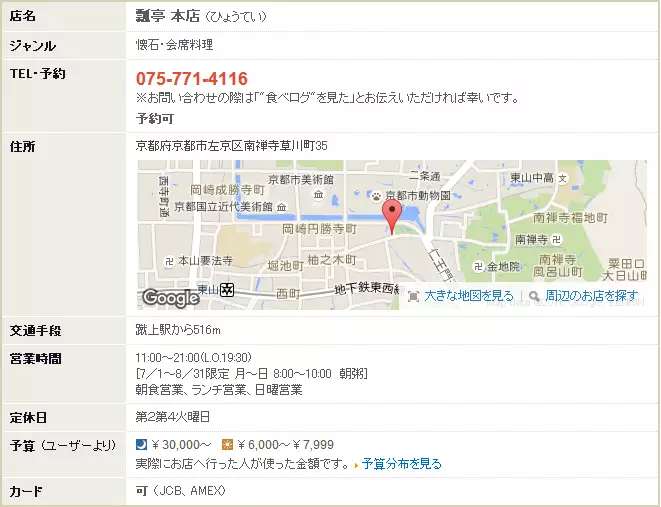 店名
瓢亭 本店 (ひょうてい)
ジャンル
懐石・会席料理
TEL・予約
075-771-4116
※お問い合わせの際は「"食べログ"を見た」とお伝えいただければ幸いです。
予約可
住所
京都府京都市左京区南禅寺草川町35
京都市美術館
二条通
東山中高
岡崎成勝寺町
京都市動物園
京都国立近代美術館
岡崎円勝寺町
南禅寺福地町
南禅寺
本山要法寺
柚之木町
仁王門
粟田口
大日山町
堀池町
金地院
南禅寺
風呂山町
東山
西町
地下鉄東西線
Google
大きな地図を見る
周辺のお店を探す
交通手段
蹴上駅から516m
営業時間
11:00～21:00(L.O.19:30)
[7/1～8/31限定 月～日 8:00～10:00 朝粥]
朝食営業、ランチ営業、日曜営業
定休日
第2第4火曜日
予算 (ユーザーより)
¥30,000～ ¥6,000～¥7,999
実際にお店へ行った人が使った金額です。 予算分布を見る
カード
可 (JCB、AMEX)